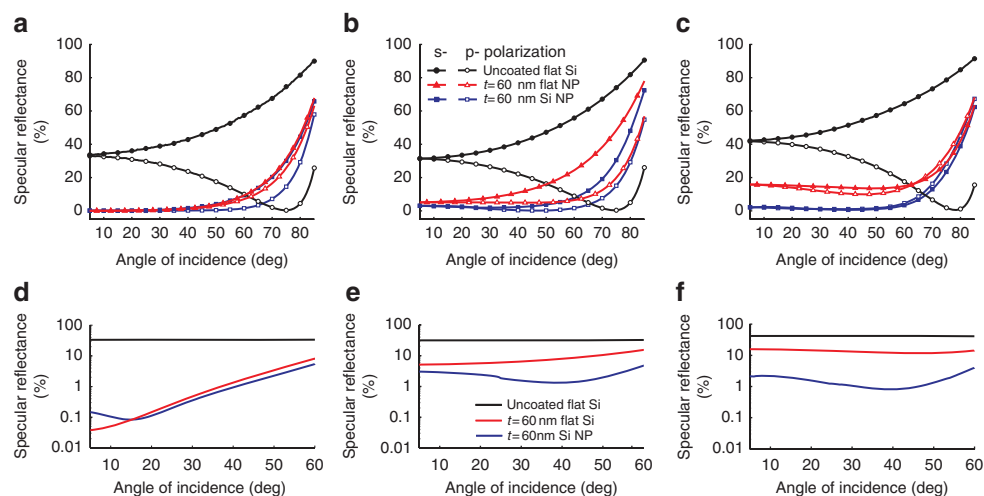 a
100
80
60
40
20
0
Specular reflectance
(%)
10 20 30 40 50 60 70 80
Angle of incidence (deg)
b
100
80
60
40
20
0
Specular reflectance
(%)
s- p- polarization
Uncoated flat Si
t= 60 nm flat NP
t= 60 nm Si NP
10 20 30 40 50 60 70 80
Angle of incidence (deg)
c
100
80
60
40
20
0
Specular reflectance
(%)
10 20 30 40 50 60 70 80
Angle of incidence (deg)
d
100
10
1
0.1
0.01
Specular reflectance
(%)
10 20 30 40 50 60
Angle of incidence (deg)
e
100
10
1
0.1
0.01
Specular reflectance
(%)
Uncoated flat Si
t=60 nm flat Si
t=60nm Si NP
10 20 30 40 50 60
Angle of incidence (deg)
f
100
10
1
0.1
0.01
Specular reflectance
(%)
10 20 30 40 50 60
Angle of incidence (deg)